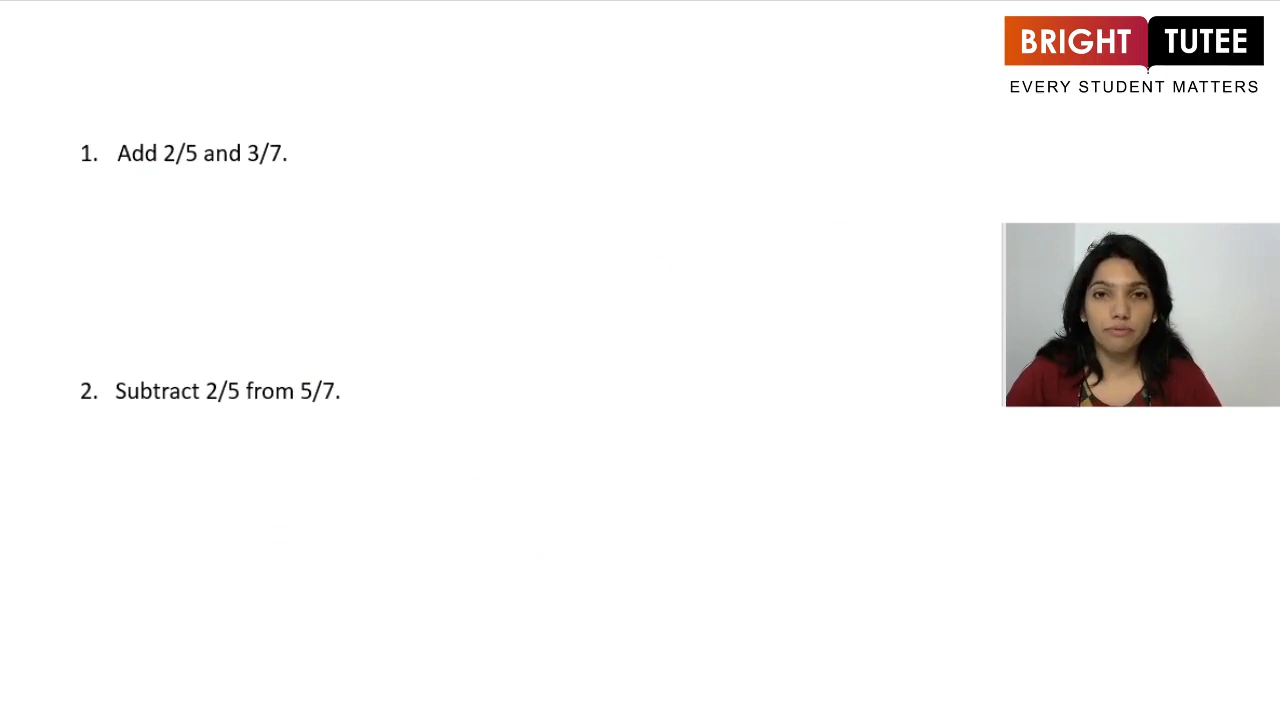 BRIGHT TUTEE
EVERY STUDENT MATTERS
1. Add 2/5 and 3/7.
2. Subtract 2/5 from 5/7.